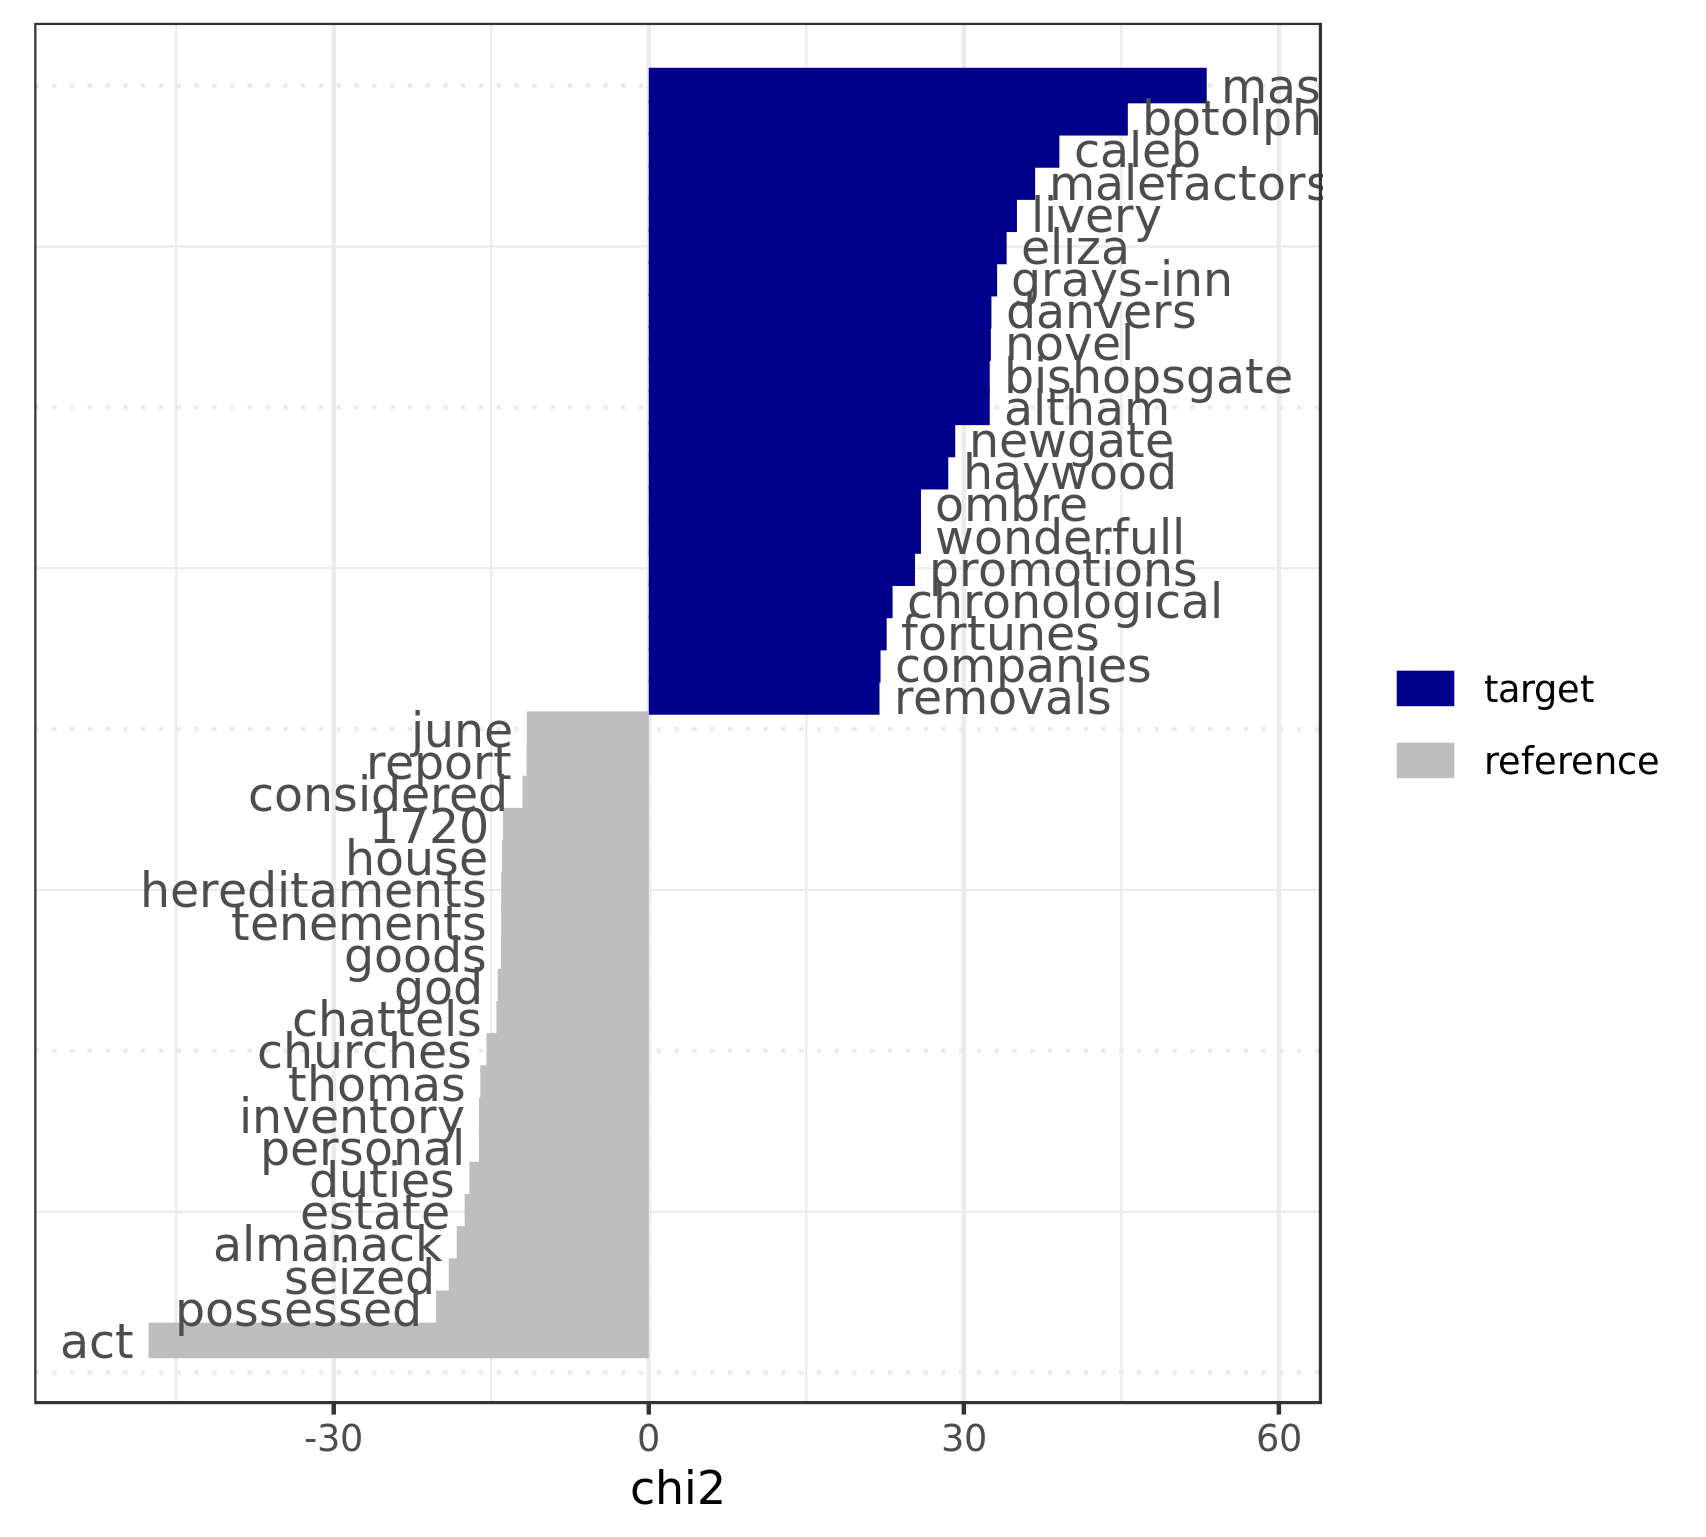 mas
botolph
caleb
malefactors
livery
eliza
grays-inn
danvers
novel
bishopsgate
altham
newgate
haywood
ombre
wonderfull
promotions
chronological
fortunes
companies
removals
june
report
considered
1720
house
hereditaments
tenements
goods
god
chattels
churches
thomas
inventory
personal
duties
estate
almanack
seized
possessed
act
-30 0 30 60
chi2
target
reference